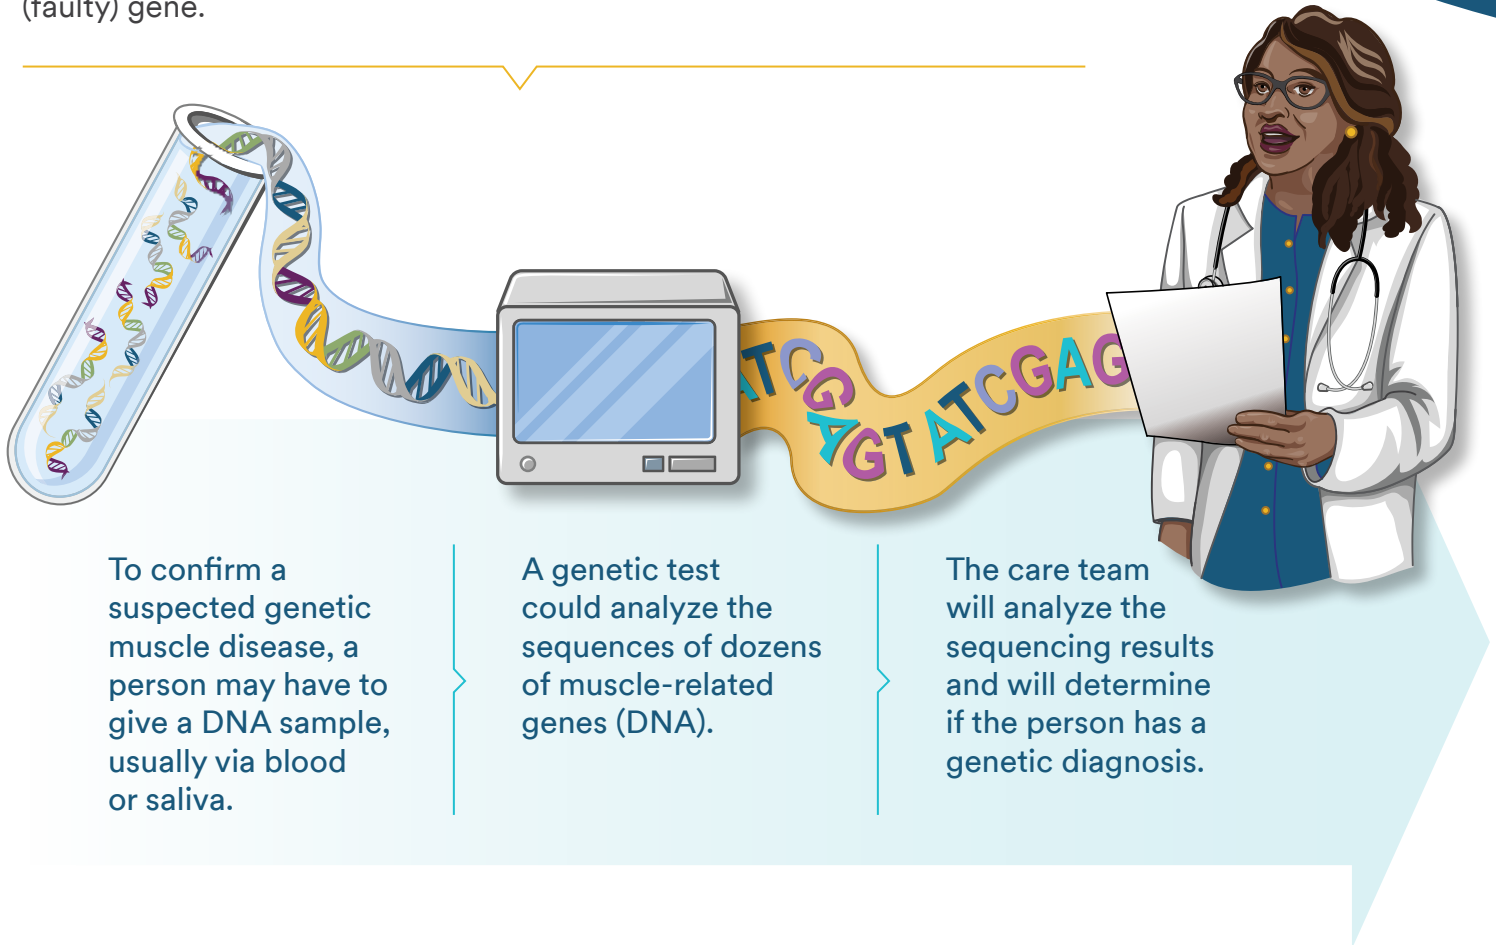 (faulty) gene.
ATCGAGTATCGAG
To confirm a
suspected genetic
muscle disease, a
person may have to
give a DNA sample,
usually via blood
or saliva.
A genetic test
could analyze the
sequences of dozens
of muscle-related
genes (DNA).
The care team
will analyze the
sequencing results
and will determine
if the person has a
genetic diagnosis.